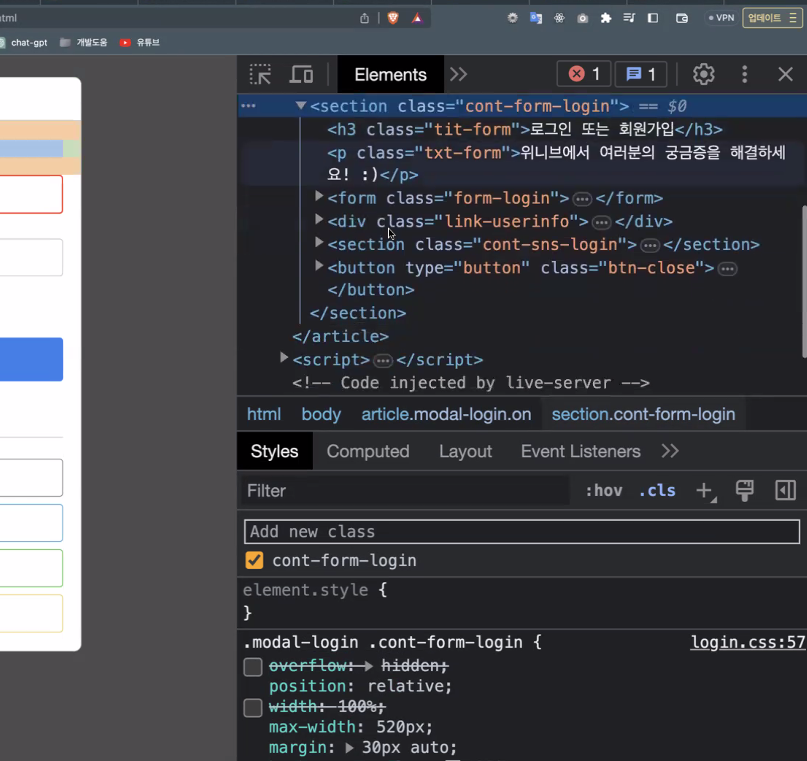 html
VPN
업데이트
chat-gpt
개발도움
유튜브
Elements
1
1
<section class="cont-form-login"> == $0
<h3 class="tit-form">로그인 또는 회원가입</h3>
<p class="txt-form">위니브에서 여러분의 궁금증을 해결하세
요! :)</p>
<form class="form-login"> … </form>
<div class="link-userinfo"> … </div>
<section class="cont-sns-login"> … </section>
<button type="button" class="btn-close"> …
</button>
</section>
</article>
<script> … </script>
<!-- Code injected by live-server -->
html body article.modal-login.on section.cont-form-login
Styles Computed Layout Event Listeners
Filter :hov .cls
Add new class
cont-form-login
element.style {
}
.modal-login .cont-form-login { login.css:57
overflow: hidden;
position: relative;
width: 100%;
max-width: 520px;
margin: 30px auto;